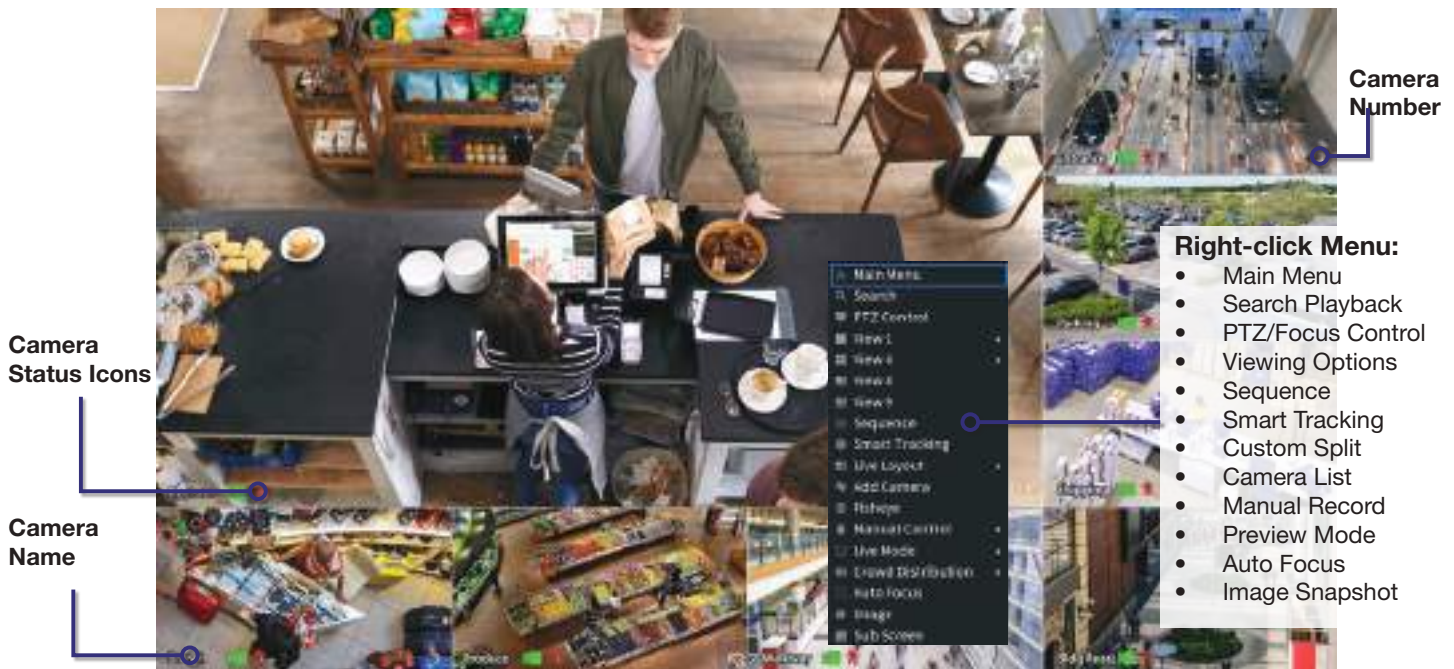 Camera
Number
Right-click Menu:
• Main Menu
• Search Playback
• PTZ/Focus Control
• Viewing Options
• Sequence
• Smart Tracking
• Custom Split
• Camera List
• Manual Record
• Preview Mode
• Auto Focus
• Image Snapshot
Main Menu
Search
PTZ Control
View 1
View 4
View 8
View 9
Sequence
Smart Tracking
Live Layout
Add Camera
Fisheye
Manual Control
Live Mode
Crowd Distribution
Auto Focus
Image
Sub Screen
Camera
Status Icons
Camera
Name
Produce